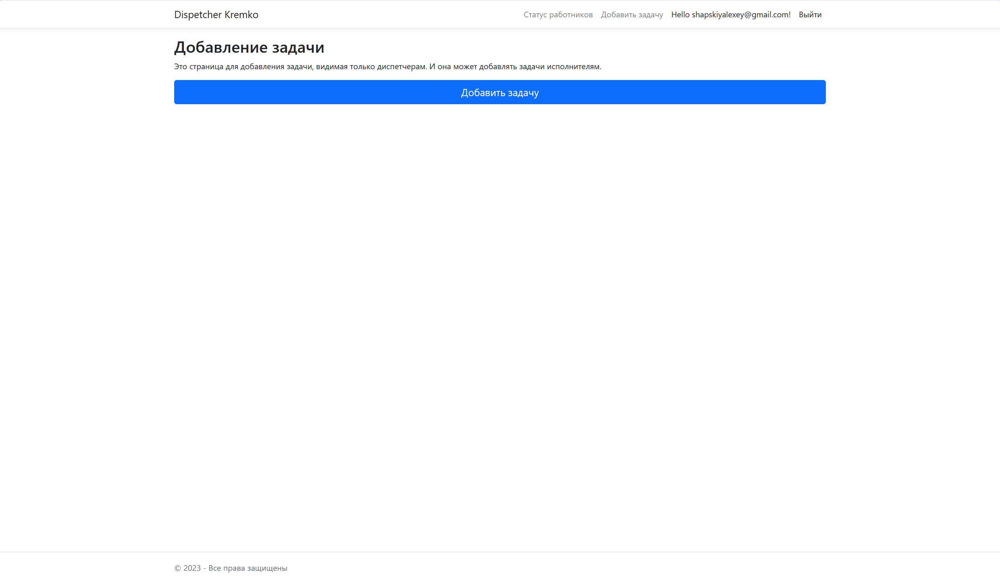 Dispetcher Kremko
Статус работников Добавить задачу Hello shapskiyalexey@gmail.com! Выйти
Добавление задачи
Это страница для добавления задачи, видимая только диспетчерам. И она может добавлять задачи исполнителям.
Добавить задачу
© 2023 - Все права защищены